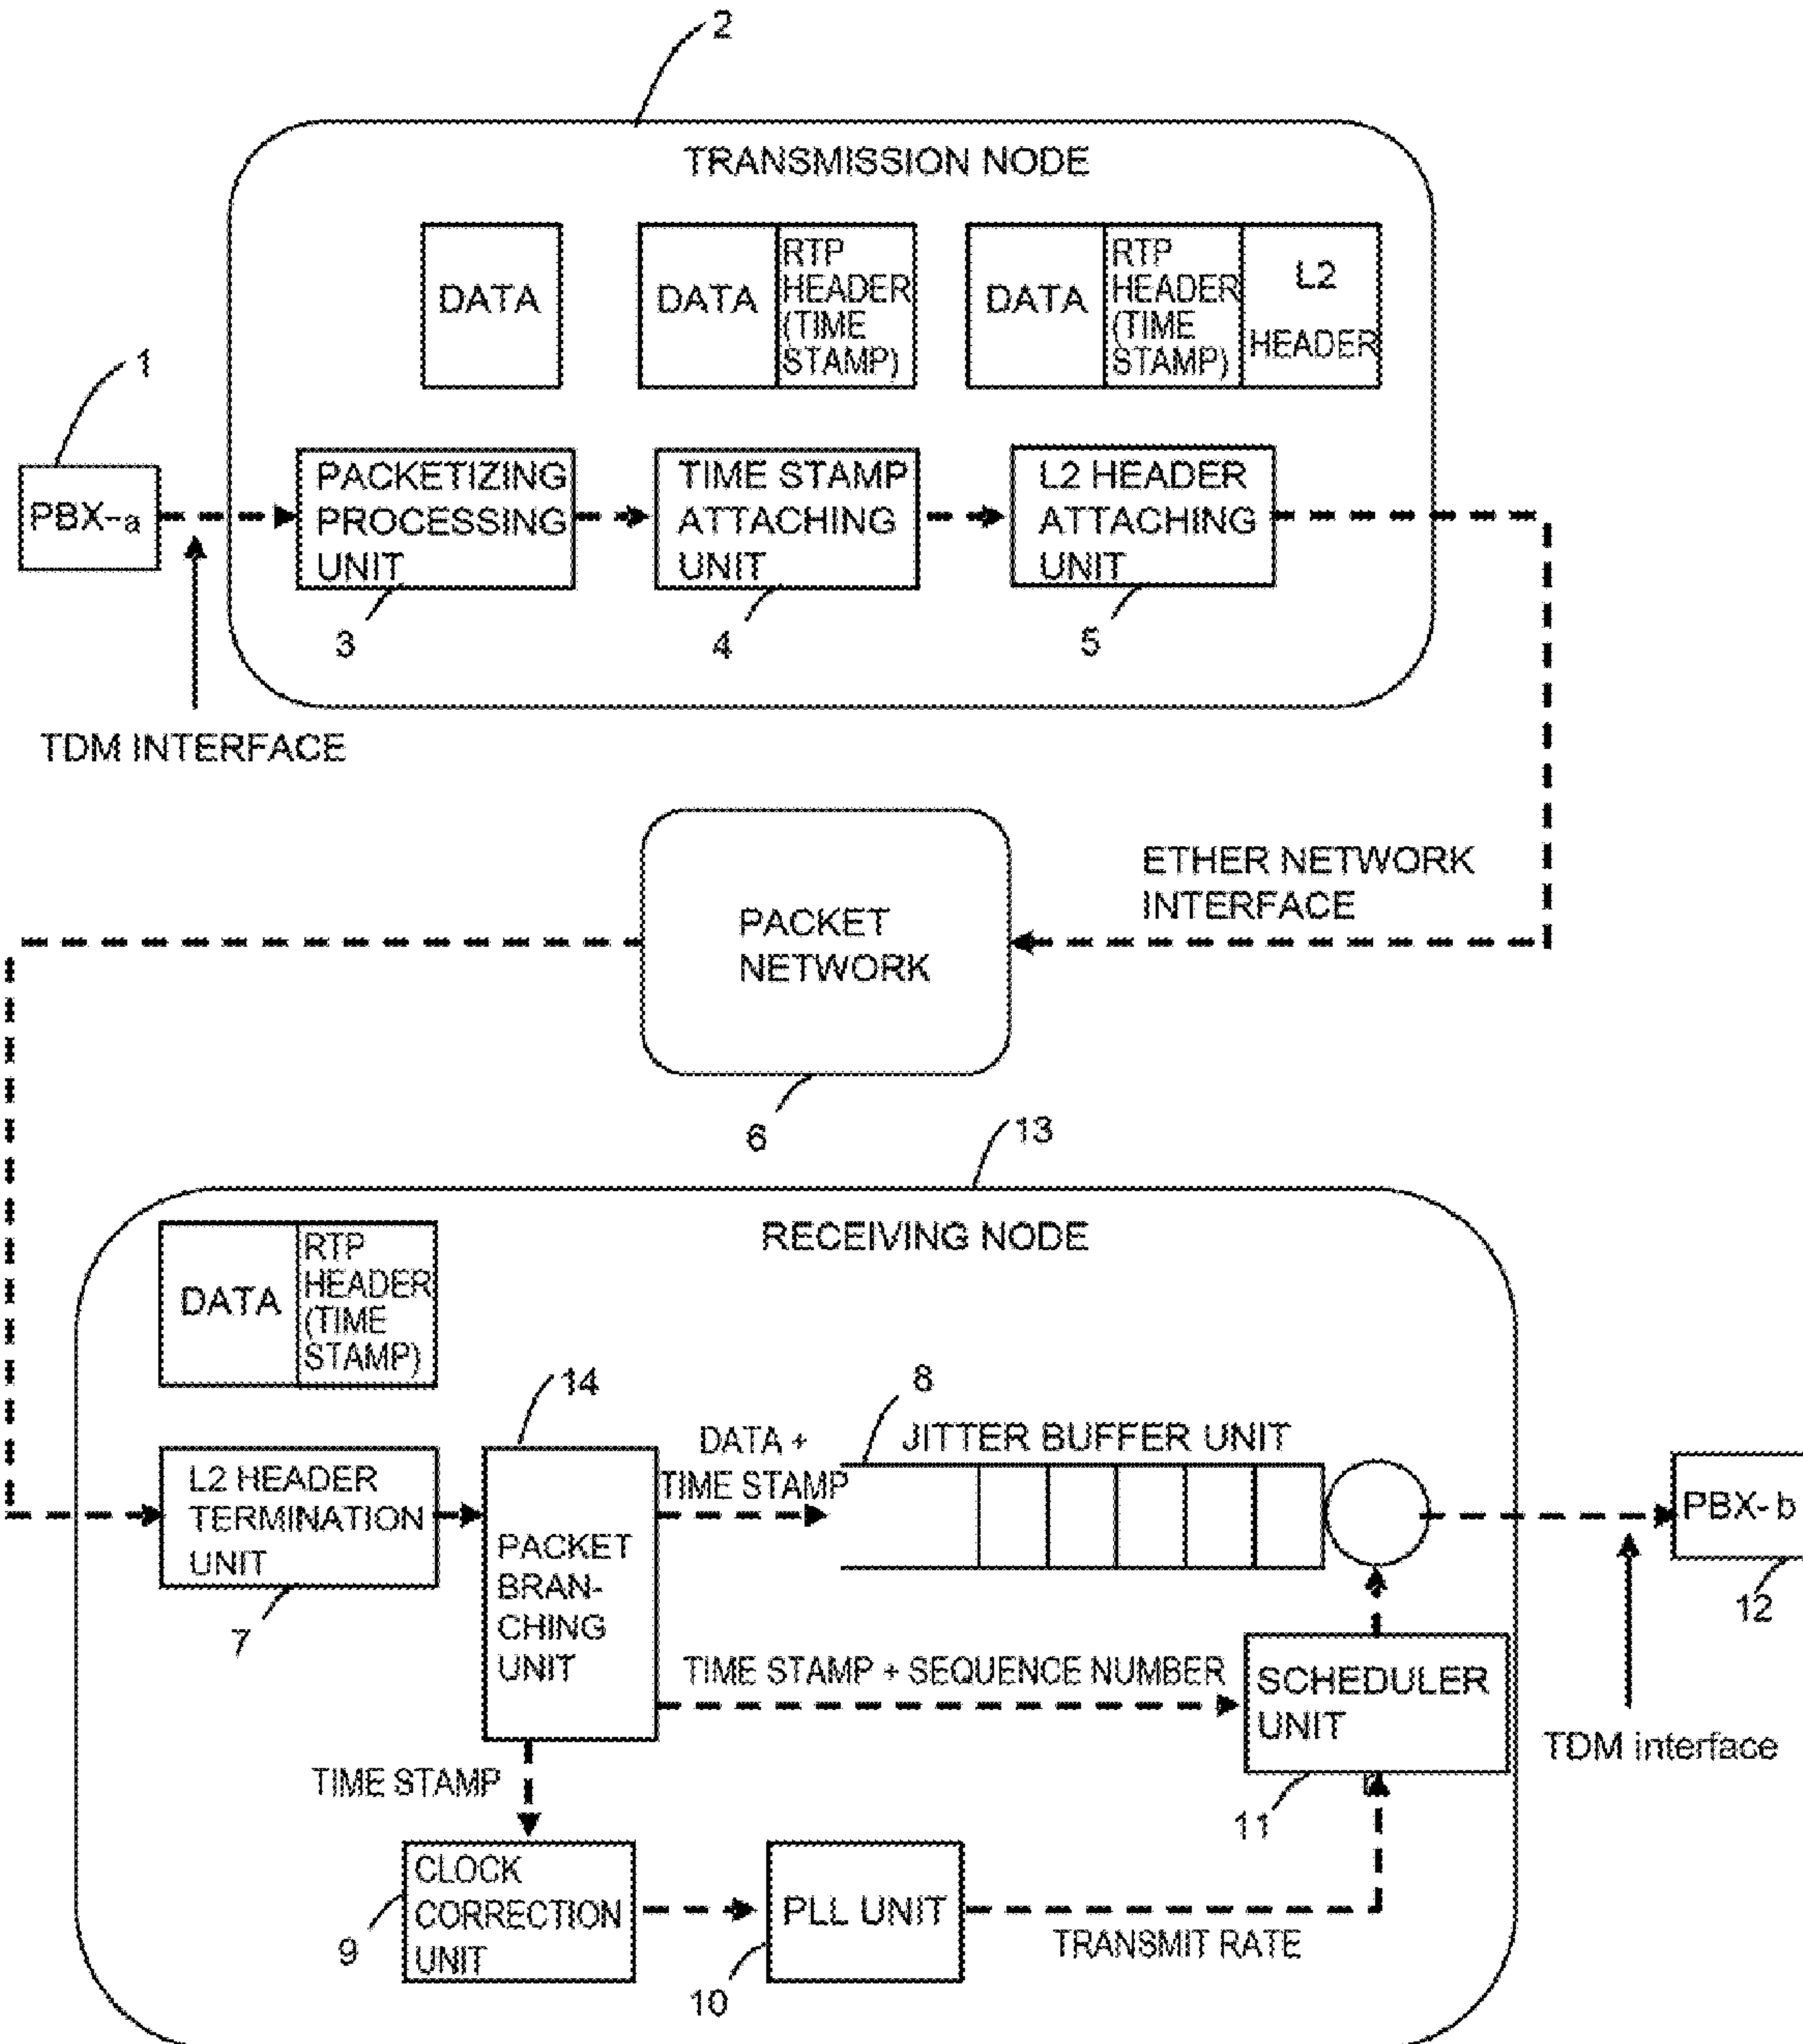 2
TRANSMISSION NODE
DATA
DATA
RTP
HEADER
(TIME
STAMP)
DATA
RTP
HEADER
(TIME
STAMP)
L2
HEADER
1
PBX-a
PACKETIZING
PROCESSING
UNIT
3
TIME STAMP
ATTACHING
UNIT
4
L2 HEADER
ATTACHING
UNIT
5
TDM INTERFACE
ETHER NETWORK
INTERFACE
PACKET
NETWORK
6
13
RECEIVING NODE
DATA
RTP
HEADER
(TIME
STAMP)
14
8
L2 HEADER
TERMINATION
UNIT
7
PACKET
BRAN-
CHING
UNIT
DATA +
TIME STAMP
JITTER BUFFER UNIT
PBX-b
12
TIME STAMP + SEQUENCE NUMBER
SCHEDULER
UNIT
11
TDM interface
TIME STAMP
CLOCK
CORRECTION
UNIT
9
PLL UNIT
10
TRANSMIT RATE